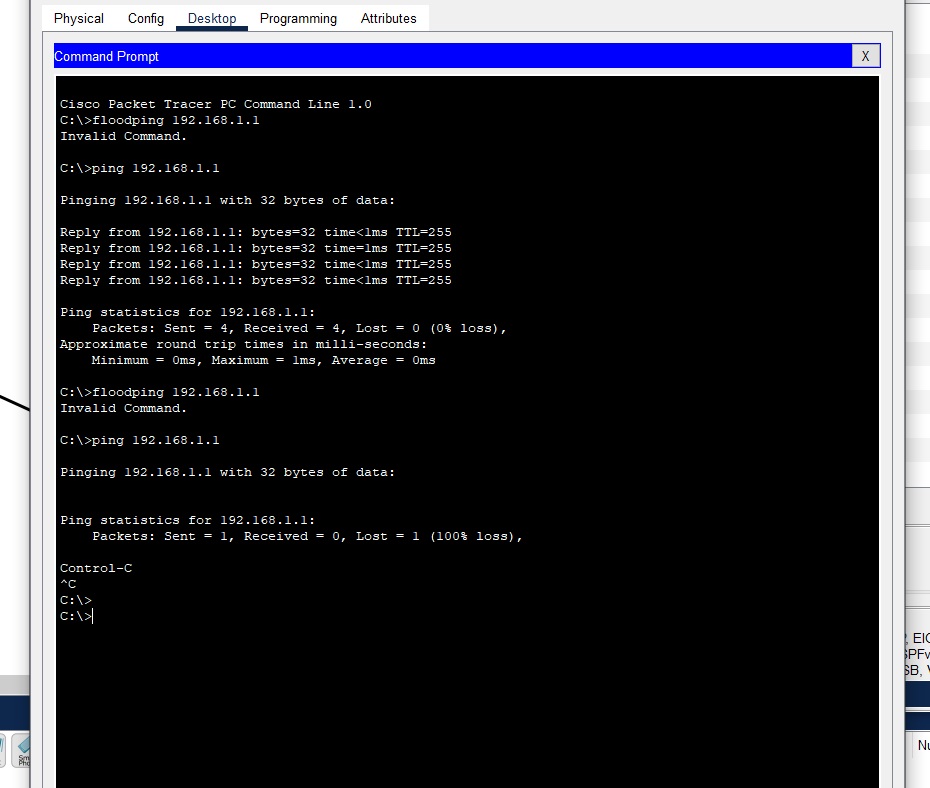 Physical Config Desktop Programming Attributes
Command Prompt X
Cisco Packet Tracer PC Command Line 1.0
C:\>floodping 192.168.1.1
Invalid Command.
C:\>ping 192.168.1.1
Pinging 192.168.1.1 with 32 bytes of data:
Reply from 192.168.1.1: bytes=32 time<1ms TTL=255
Reply from 192.168.1.1: bytes=32 time=1ms TTL=255
Reply from 192.168.1.1: bytes=32 time<1ms TTL=255
Reply from 192.168.1.1: bytes=32 time<1ms TTL=255
Ping statistics for 192.168.1.1:
Packets: Sent = 4, Received = 4, Lost = 0 (0% loss),
Approximate round trip times in milli-seconds:
Minimum = 0ms, Maximum = 1ms, Average = 0ms
C:\>floodping 192.168.1.1
Invalid Command.
C:\>ping 192.168.1.1
Pinging 192.168.1.1 with 32 bytes of data:
Ping statistics for 192.168.1.1:
Packets: Sent = 1, Received = 0, Lost = 1 (100% loss),
Control-C
^C
C:\>
C:\>